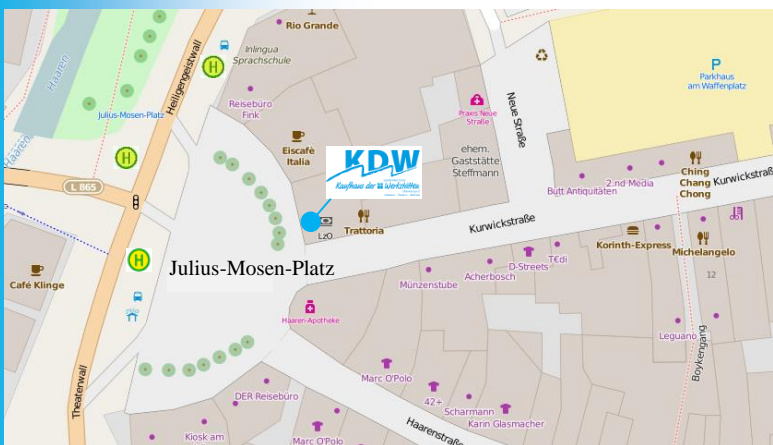 Rio Grande
Inlingua
Sprachschule
Heiligengeistwall
Haaren
Haaren
H
Julius-Mosen-Platz
Reisebüro
Fink
Eiscafè
Italia
H
L 865
KDW
Kaufhaus der Werkstätten
Praxis Neue
Straße
Neue Straße
ehem.
Gaststätte
Steffmann
P
Parkhaus
am Waffenplatz
LzO
Trattoria
Butt Antiquitäten
2.nd Media
Ching
Chang
Chong
Kurwickstraße
Kurwickstraße
Korinth-Express
Michelangelo
12
H
Julius-Mosen-Platz
Café Klinge
Münzenstube
Acherbosch
D-Streets
T€di
Haaren-Apotheke
Leguano
Boykengang
Theaterwall
Marc O'Polo
DER Reisebüro
42+
Scharmann
Karin Glasmacher
Kiosk am
Marc O'Polo
Haarenstraße